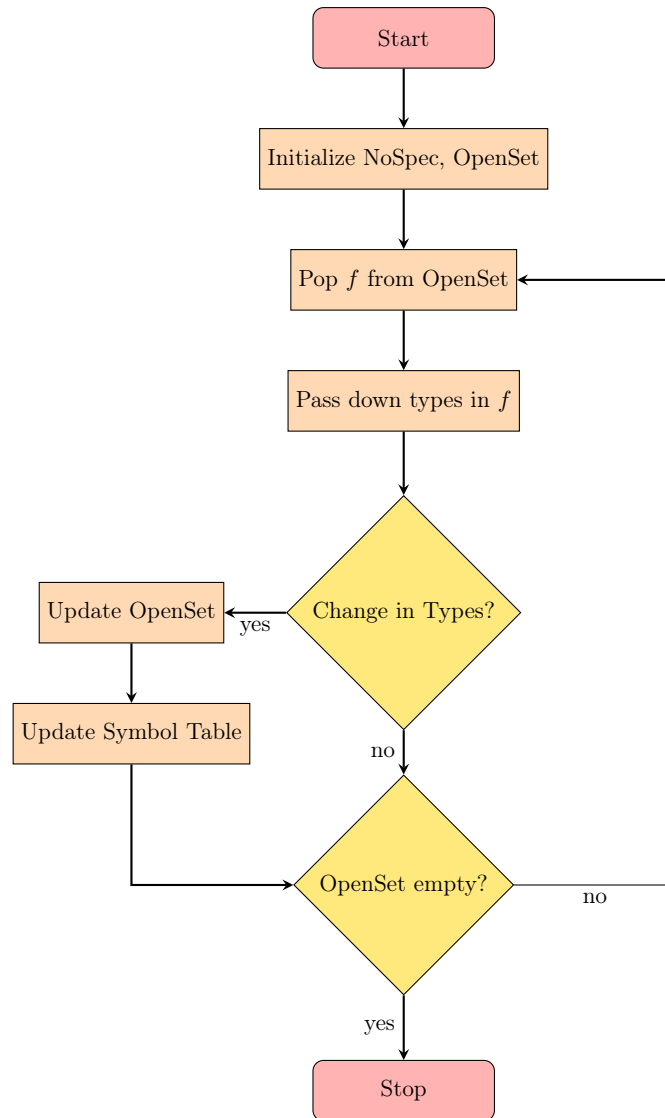 Start
Initialize NoSpec, OpenSet
Pop f from OpenSet
Pass down types in f
Change in Types?
yes
Update OpenSet
Update Symbol Table
no
OpenSet empty?
no
yes
Stop